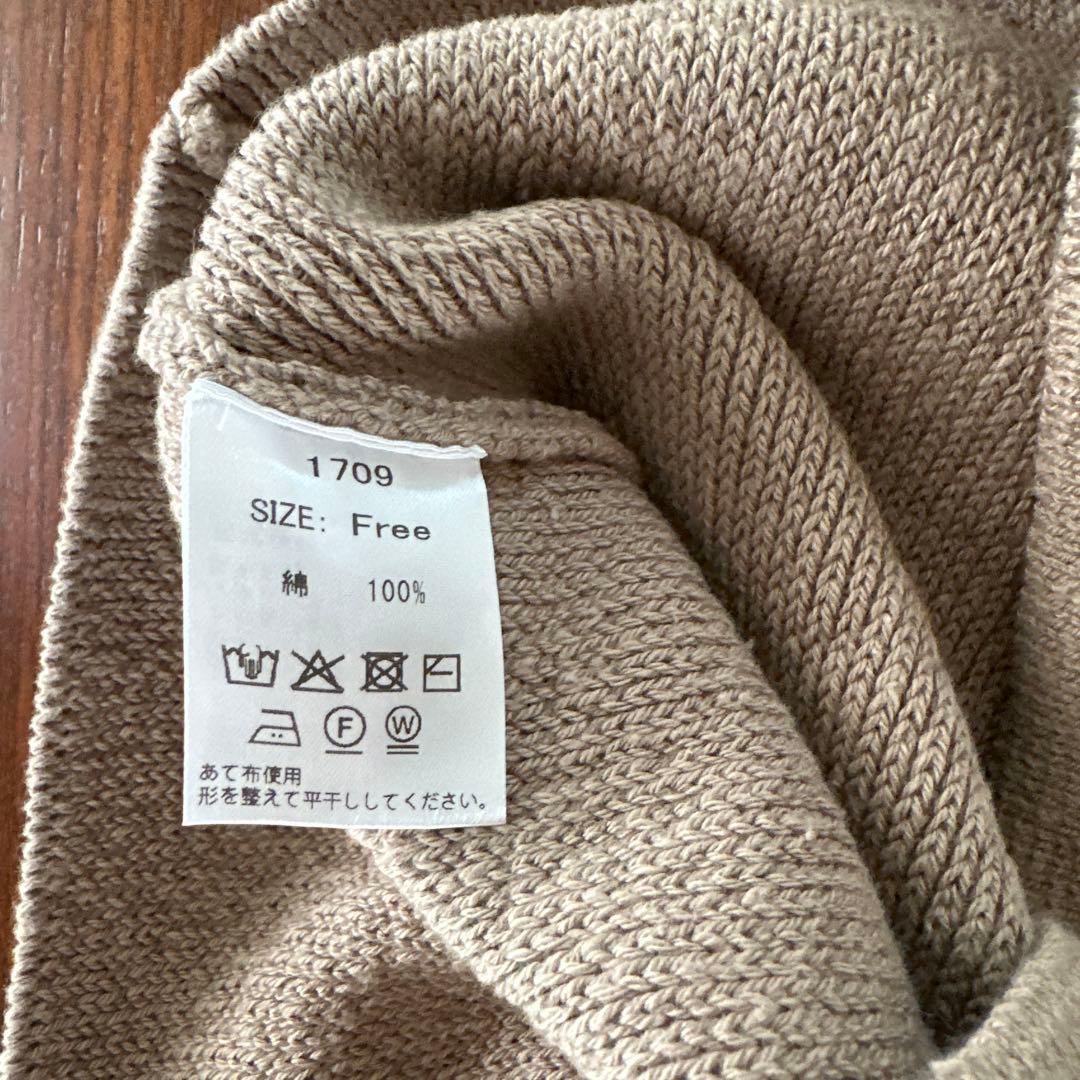 1709
SIZE: Free
綿 100%
F W
あて布使用
形を整えて平干ししてください。